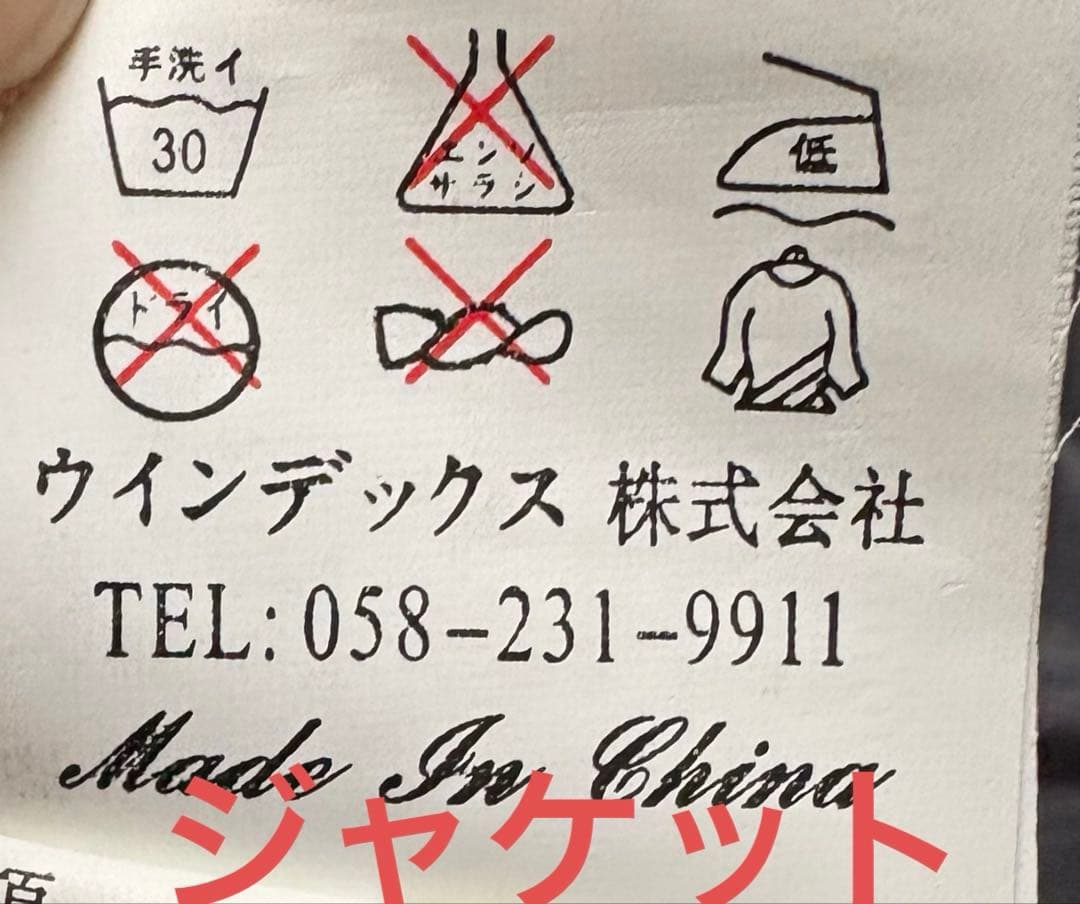 手洗イ
30
エンソ
サラシ
低
ドライ
ウインデックス 株式会社
TEL:058-231-9911
Made In China
ジャケット